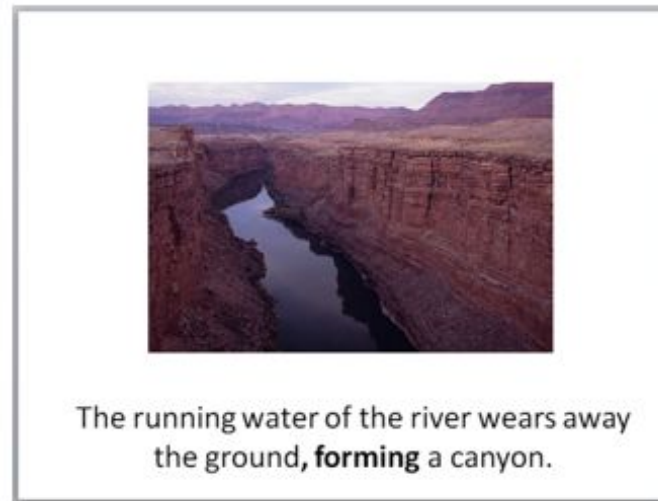 The running water of the river wears away
the ground, forming a canyon.